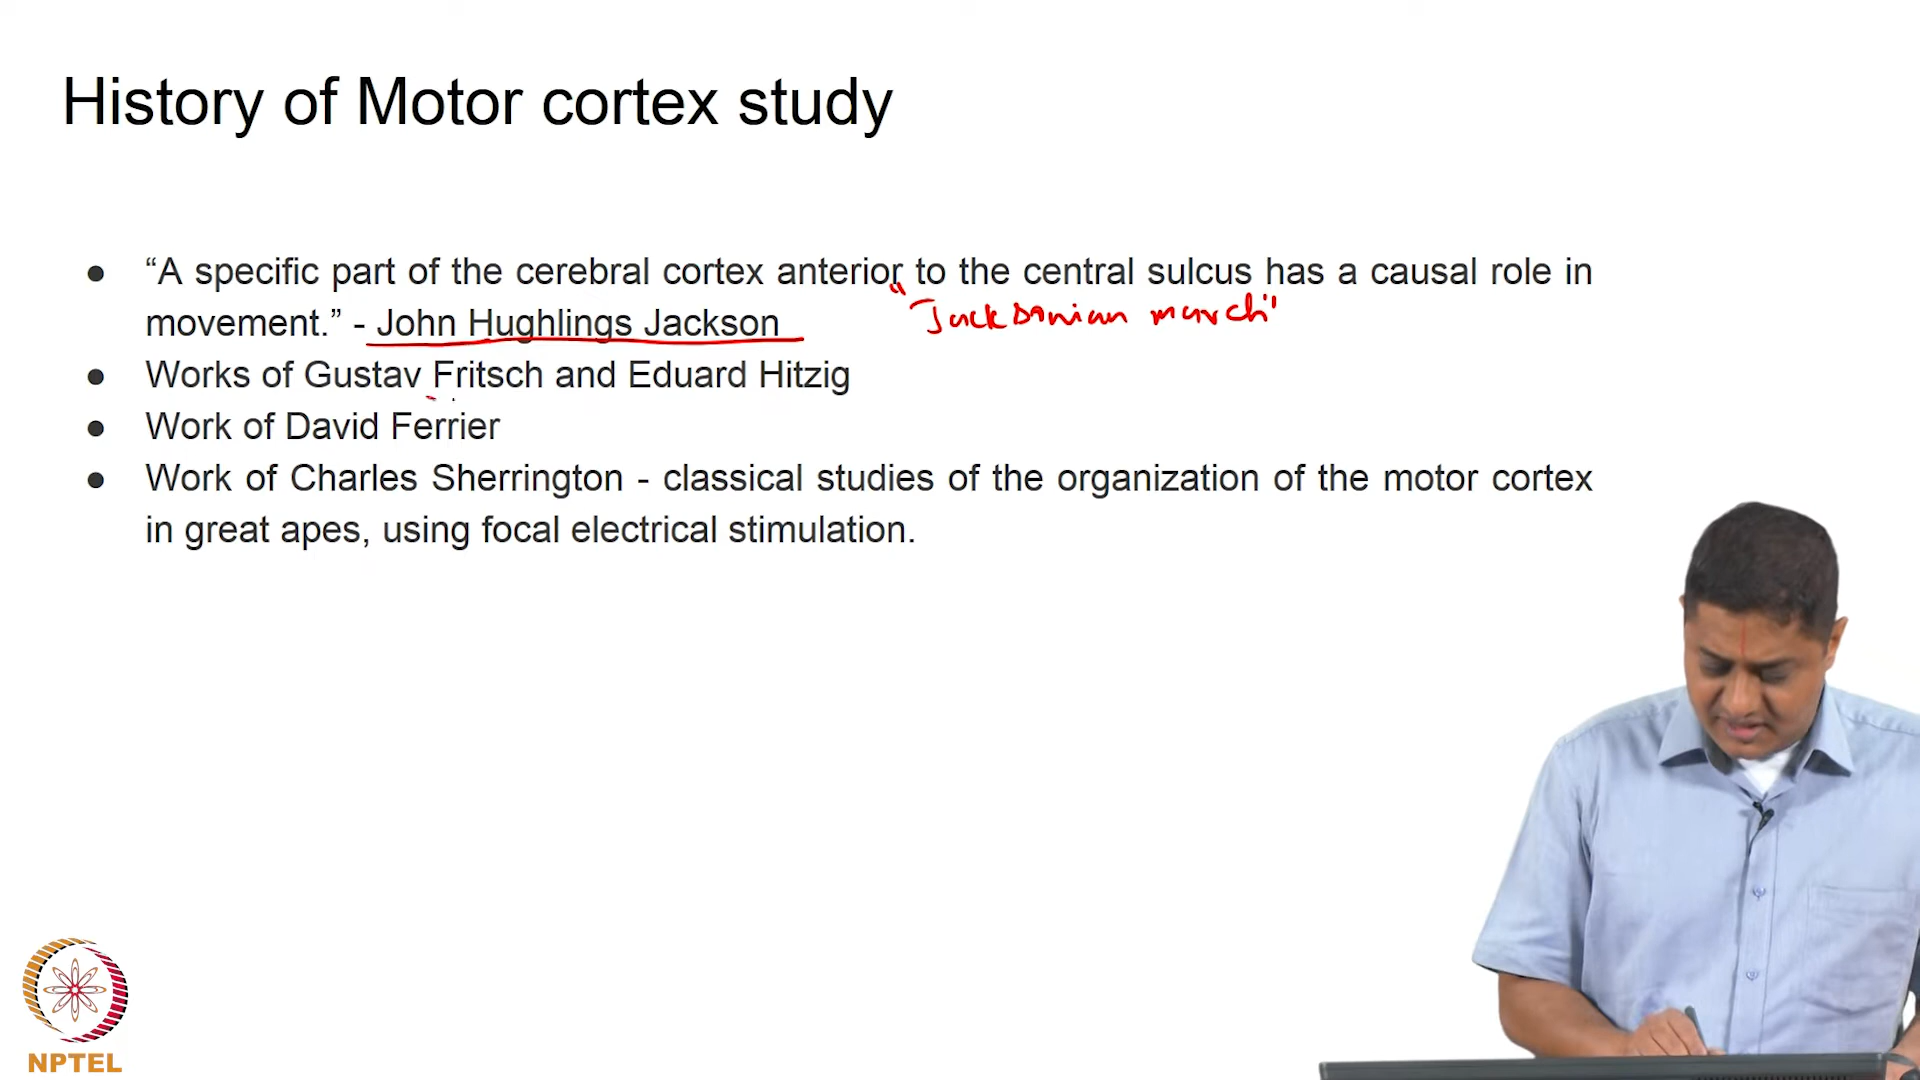 History of Motor cortex study
● “A specific part of the cerebral cortex anterior to the central sulcus has a causal role in
movement.” - John Hughlings Jackson
"Jacksonian march"
● Works of Gustav Fritsch and Eduard Hitzig
● Work of David Ferrier
● Work of Charles Sherrington - classical studies of the organization of the motor cortex
in great apes, using focal electrical stimulation.
NPTEL